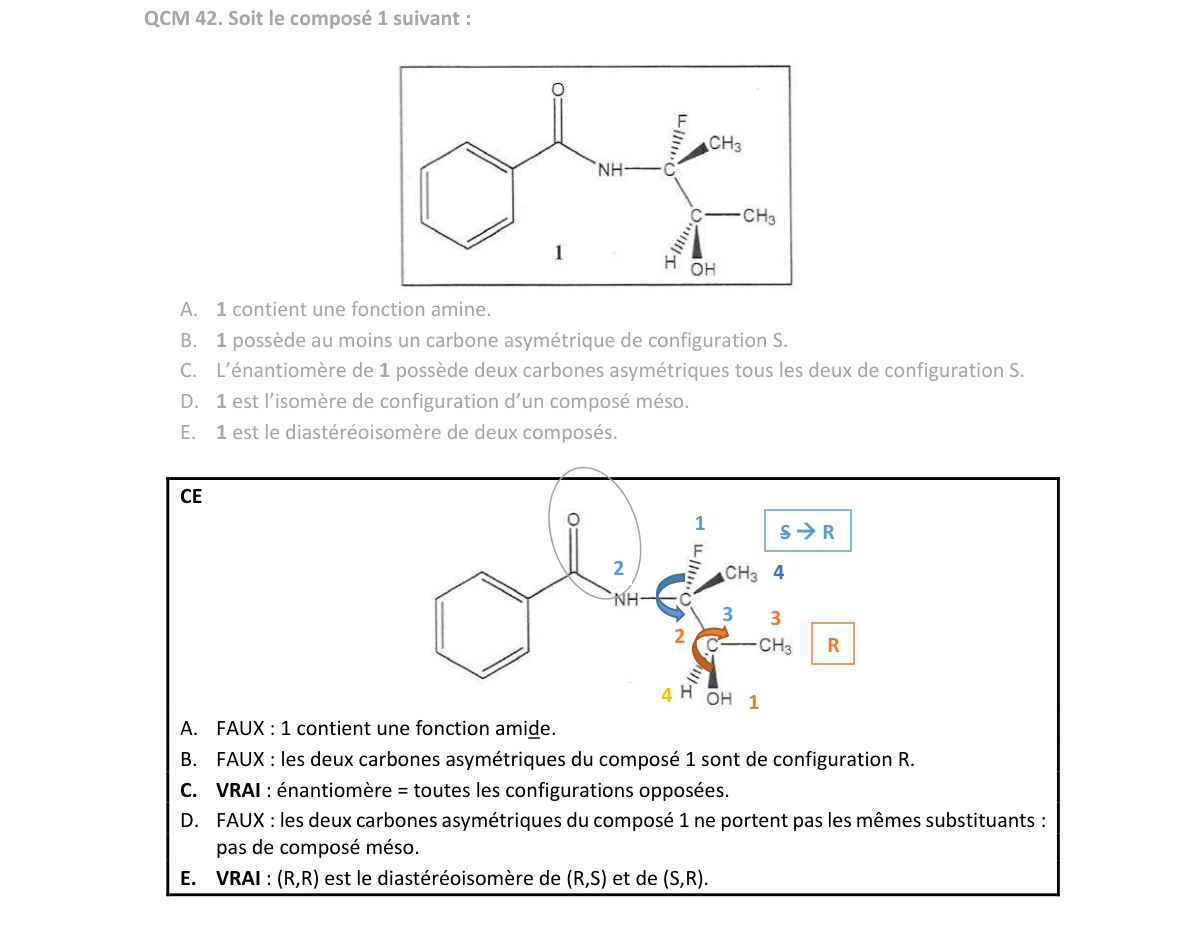 QCM 42. Soit le composé 1 suivant :
O
F
CH3
NH
C
C
CH3
H
OH
1
A. 1 contient une fonction amine.
B. 1 possède au moins un carbone asymétrique de configuration S.
C. L’énantiomère de 1 possède deux carbones asymétriques tous les deux de configuration S.
D. 1 est l’isomère de configuration d’un composé méso.
E. 1 est le diastéréoisomère de deux composés.
CE
O
1
S → R
F
2
CH3 4
NH
C
3
3
2
C
CH3
R
4 H
OH 1
A. FAUX : 1 contient une fonction amide.
B. FAUX : les deux carbones asymétriques du composé 1 sont de configuration R.
C. VRAI : énantiomère = toutes les configurations opposées.
D. FAUX : les deux carbones asymétriques du composé 1 ne portent pas les mêmes substituants :
pas de composé méso.
E. VRAI : (R,R) est le diastéréoisomère de (R,S) et de (S,R).